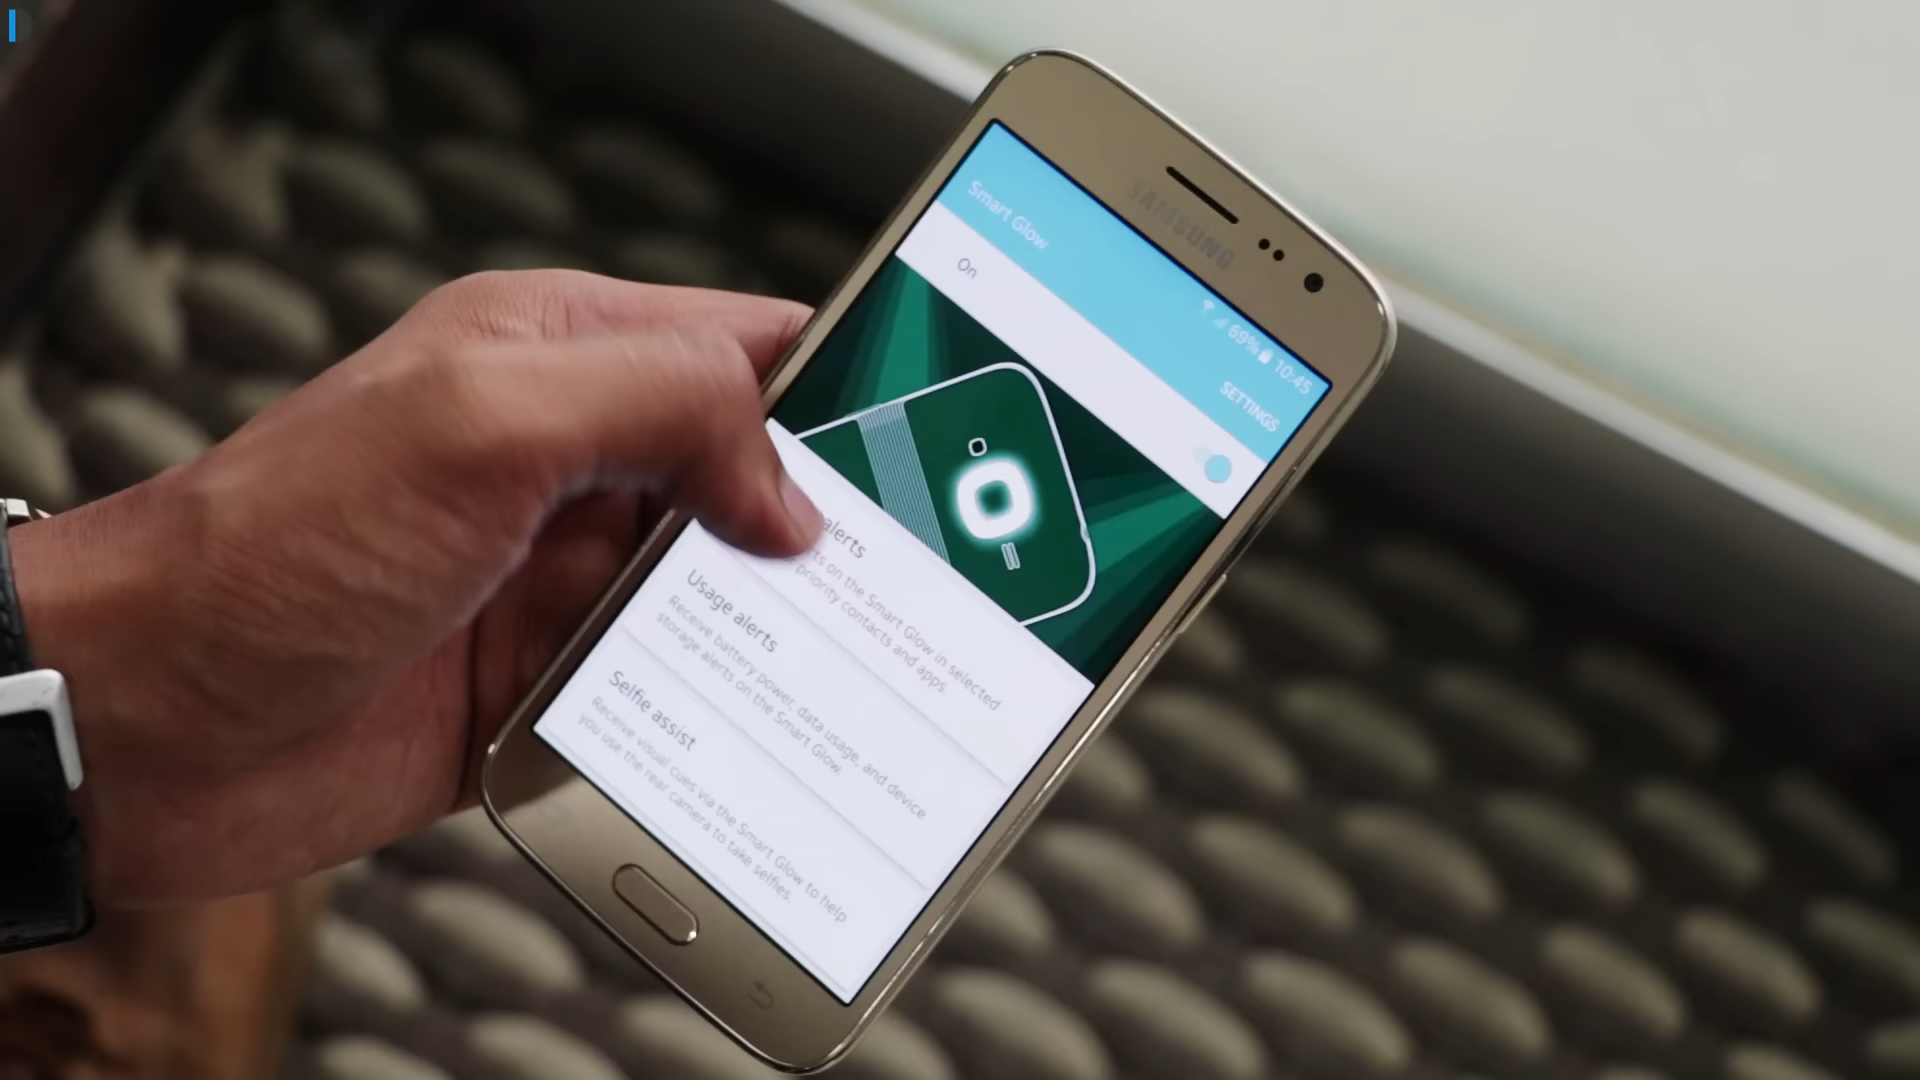 SAMSUNG
69% 10:45
Smart Glow
SETTINGS
On
alerts
on the Smart Glow in selected
priority contacts and apps.
Usage alerts
Receive battery power, data usage, and device
storage alerts on the Smart Glow.
Selfie assist
Receive visual cues via the Smart Glow to help
you use the rear camera to take selfies.